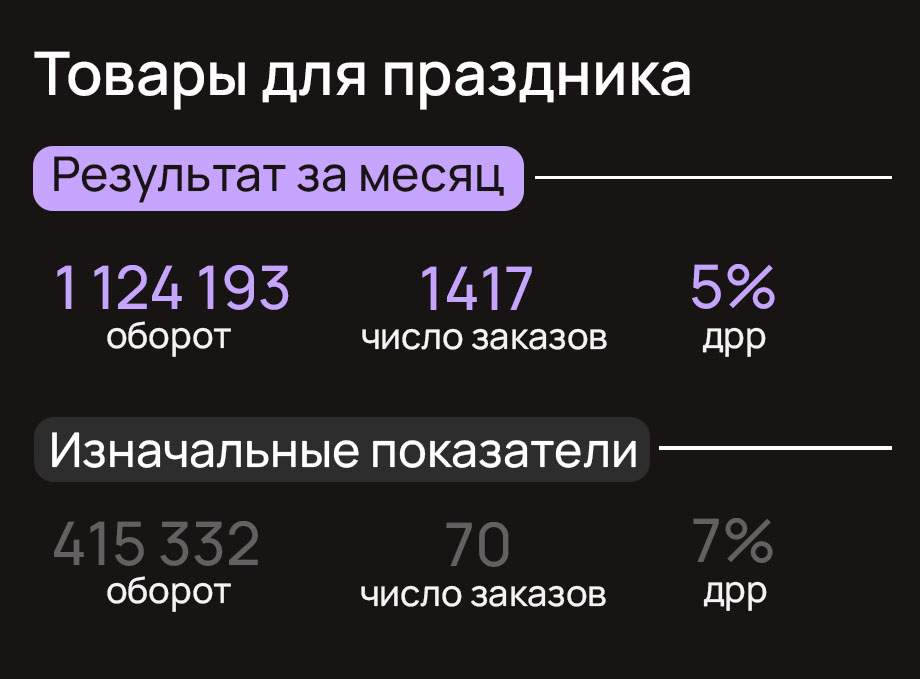 Товары для праздника
Результат за месяц
1 124 193 1417 5%
оборот число заказов дрр
Изначальные показатели
415 332 70 7%
оборот число заказов дрр